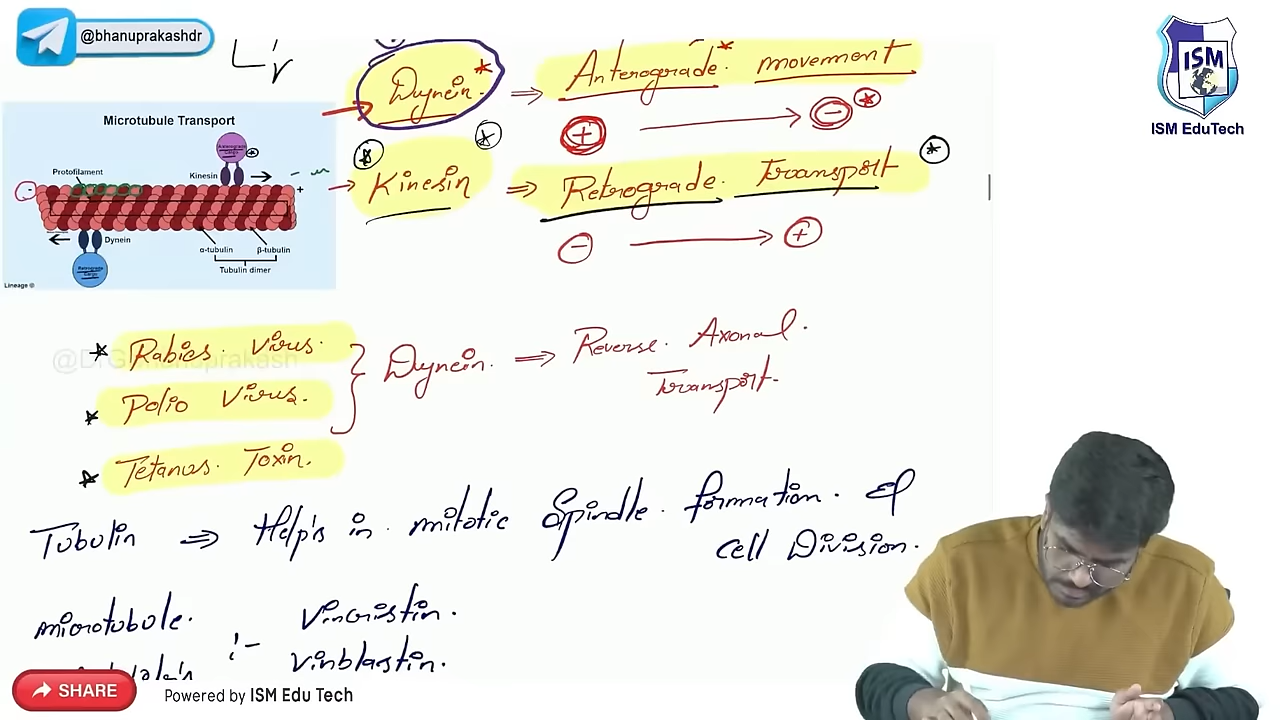 @bhanuprakashdr
ISM
ISM EduTech
Dynein. ⇒ Anterograde. movement
+ → -
Kinesin ⇒ Retrograde. Transport
- → +
Microtubule Transport
Protofilament
Kinesin
+
-
Dynein
α-tubulin
β-tubulin
Tubulin dimer
Lineage
Rabies. Virus.
Polio Virus.
Tetanus. Toxin.
Dynein. ⇒ Reverse. Axonal.
Transport.
Tubulin ⇒ Help's in. mitotic Spindle. formation. &
Cell Division.
microtubule. :- Vincristin.
Vinblastin.
SHARE
Powered by ISM Edu Tech